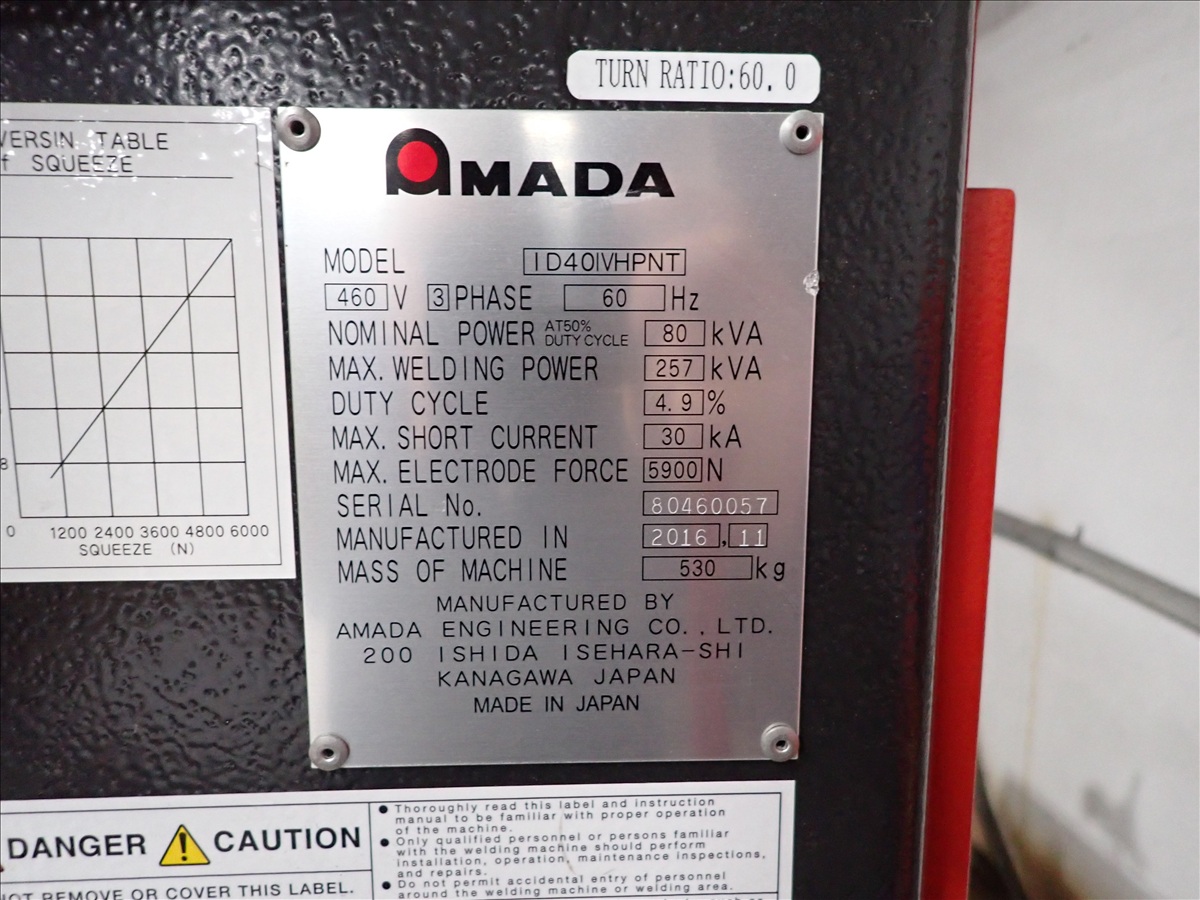 TURN RATIO:60.0
TABLE
SQUEEZE
0 1200 2400 3600 4800 6000
SQUEEZE (N)
AMADA
MODEL ID40IVHPNT
460 V 3 PHASE 60 Hz
NOMINAL POWER AT50% DUTY CYCLE 80 kVA
MAX. WELDING POWER 257 kVA
DUTY CYCLE 4.9 %
MAX. SHORT CURRENT 30 kA
MAX. ELECTRODE FORCE 5900 N
SERIAL No. 80460057
MANUFACTURED IN 2016 , 11
MASS OF MACHINE 530 kg
MANUFACTURED BY
AMADA ENGINEERING CO., LTD.
200 ISHIDA ISEHARA-SHI
KANAGAWA JAPAN
MADE IN JAPAN
DANGER CAUTION
REMOVE OR COVER THIS LABEL.
● Thoroughly read this label and instruction
manual to be familiar with proper operation
of the machine.
● Only qualified personnel or persons familiar
with the welding machine should perform
installation, operation, maintenance inspections,
and repairs.
● Do not permit accidental entry of personnel
around the welding machine or welding area.